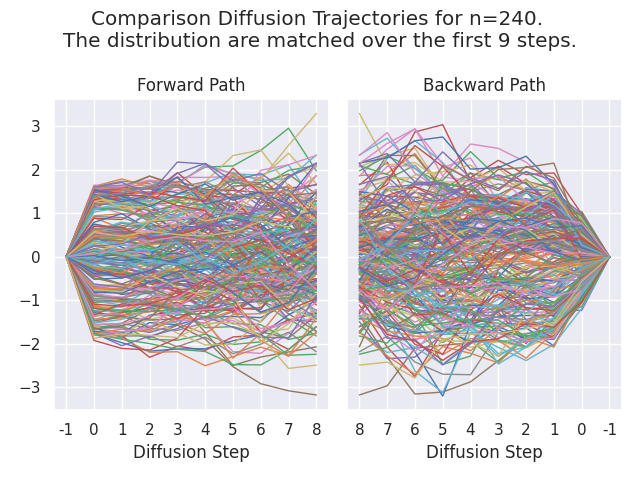 Comparison Diffusion Trajectories for n=240.
The distribution are matched over the first 9 steps.
Forward Path
Backward Path
3
2
1
0
−1
−2
−3
-1 0 1 2 3 4 5 6 7 8
8 7 6 5 4 3 2 1 0 -1
Diffusion Step
Diffusion Step